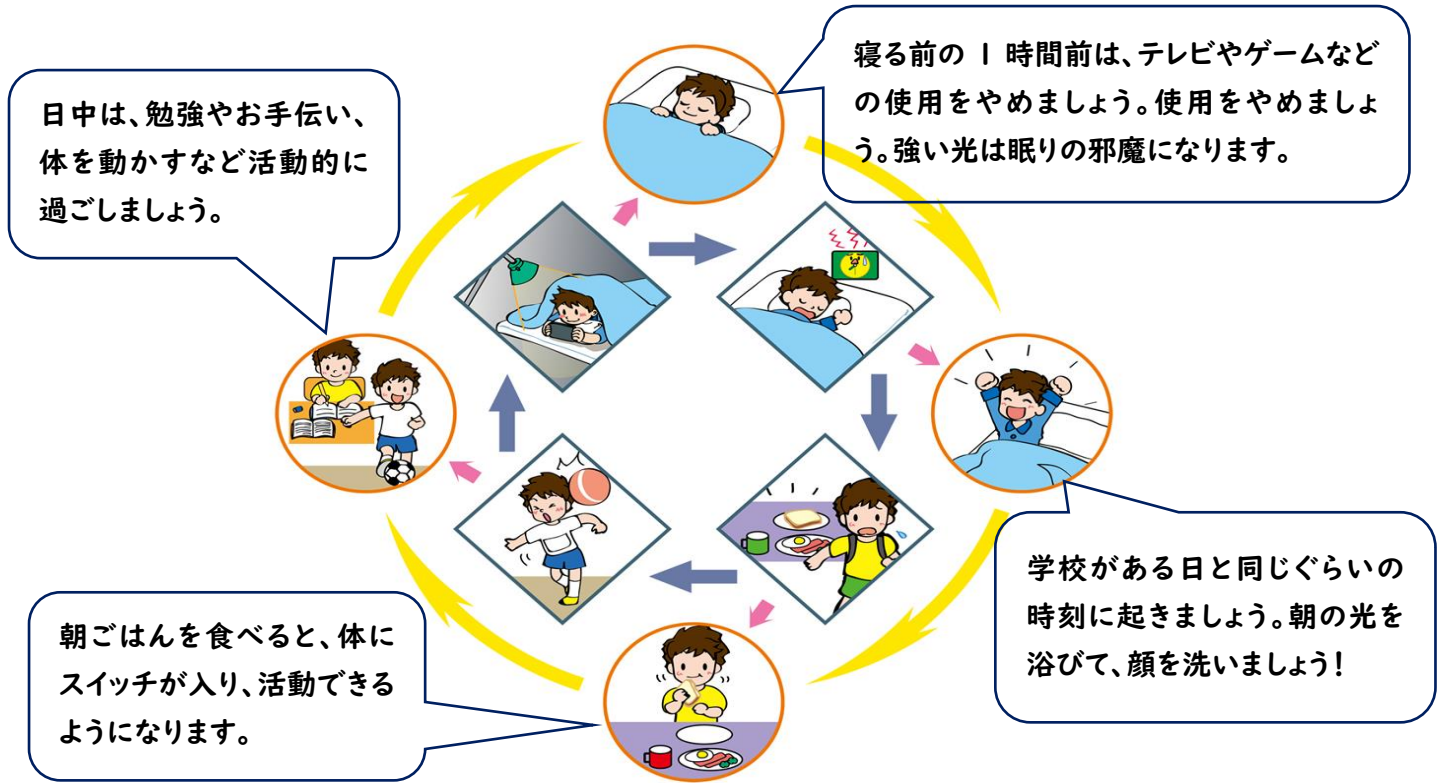 日中は、勉強やお手伝い、
体を動かすなど活動的に
過ごしましょう。
寝る前の 1 時間前は、テレビやゲームなど
の使用をやめましょう。使用をやめましょ
う。強い光は眠りの邪魔になります。
学校がある日と同じぐらいの
時刻に起きましょう。朝の光を
浴びて、顔を洗いましょう!
朝ごはんを食べると、体に
スイッチが入り、活動できる
ようになります。